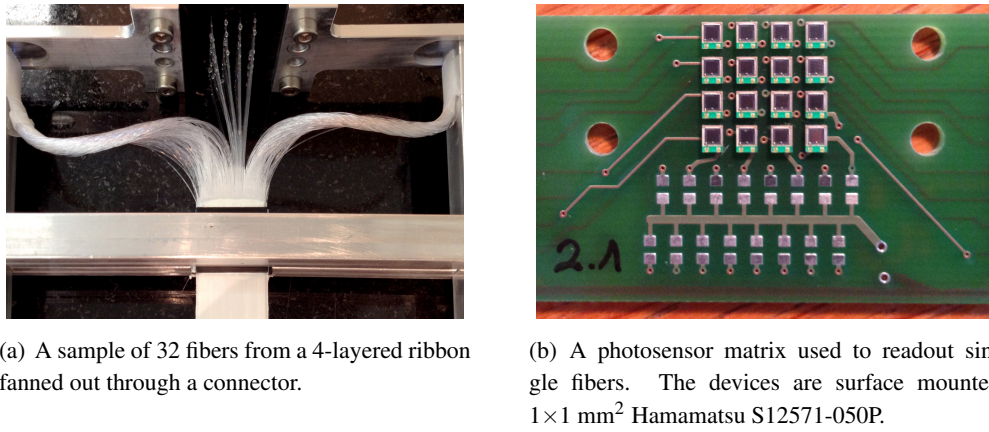 2.1
(a) A sample of 32 fibers from a 4-layered ribbon
fanned out through a connector.
(b) A photosensor matrix used to readout sin
gle fibers. The devices are surface mounte
1×1 mm² Hamamatsu S12571-050P.